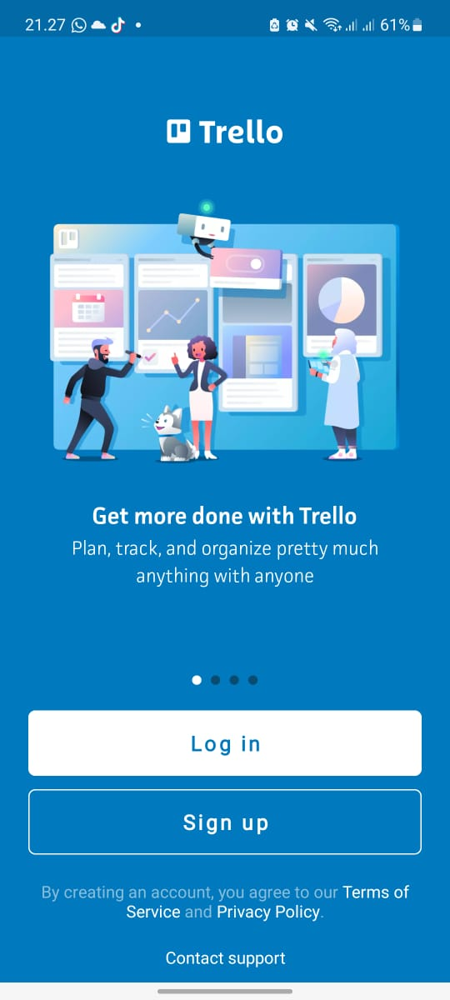 21.27 61%
Trello
Get more done with Trello
Plan, track, and organize pretty much
anything with anyone
Log in
Sign up
By creating an account, you agree to our Terms of
Service and Privacy Policy.
Contact support